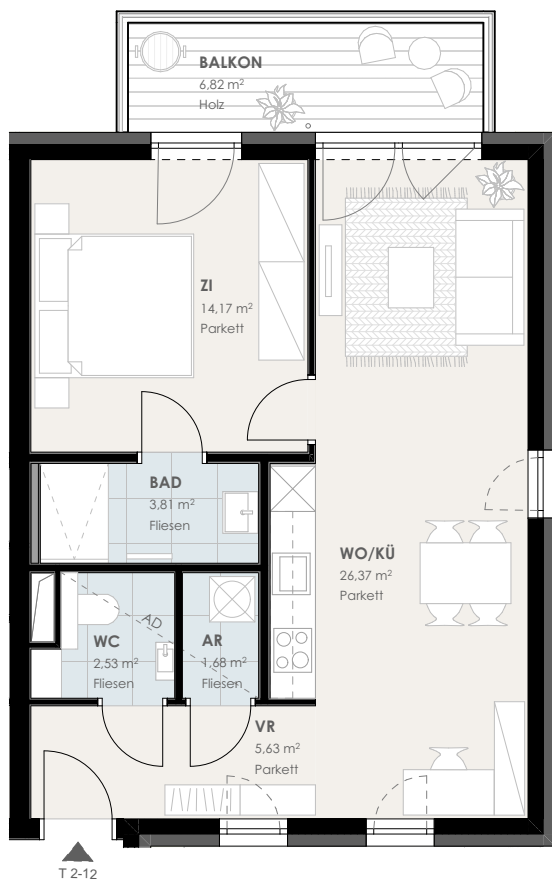 BALKON
6,82 m²
Holz
ZI
14,17 m²
Parkett
BAD
3,81 m²
Fliesen
WO/KÜ
26,37 m²
Parkett
AD
WC
2,53 m²
Fliesen
AR
1,68 m²
Fliesen
VR
5,63 m²
Parkett
T 2-12